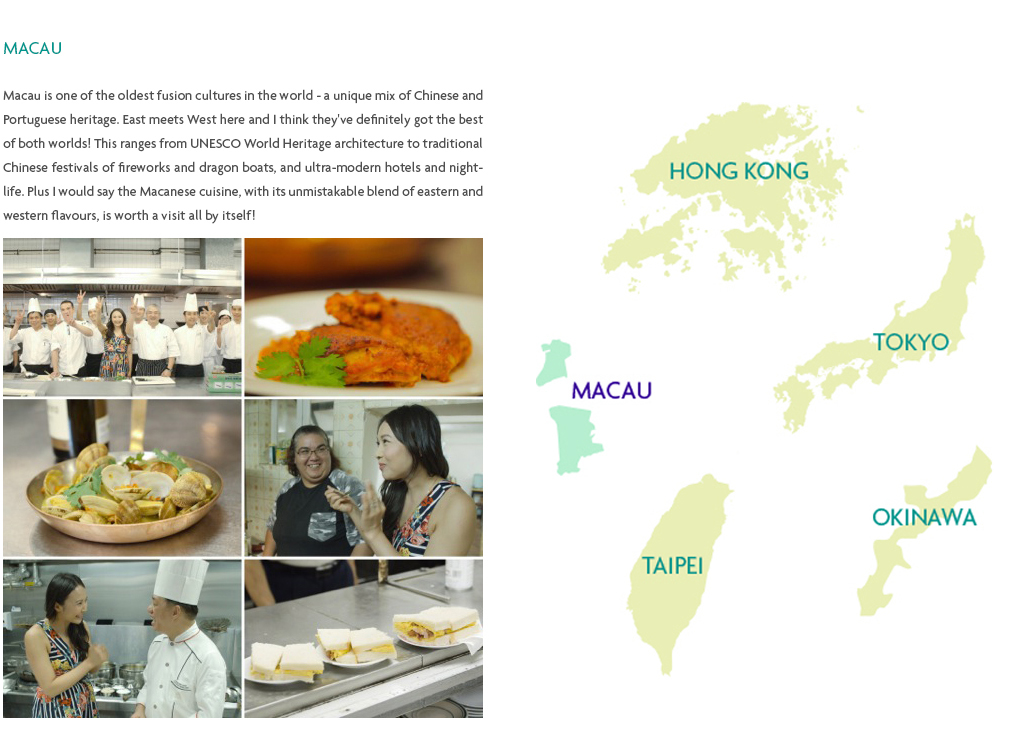 MACAU
Macau is one of the oldest fusion cultures in the world - a unique mix of Chinese and
Portuguese heritage. East meets West here and I think they've definitely got the best
of both worlds! This ranges from UNESCO World Heritage architecture to traditional
Chinese festivals of fireworks and dragon boats, and ultra-modern hotels and night-
life. Plus I would say the Macanese cuisine, with its unmistakable blend of eastern and
western flavours, is worth a visit all by itself!
HONG KONG
TOKYO
MACAU
OKINAWA
TAIPEI